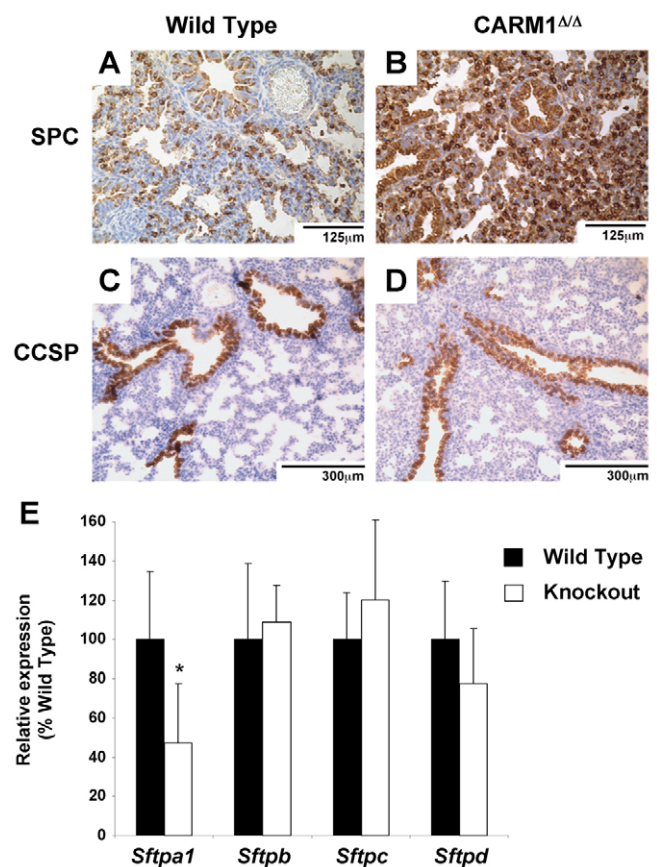 Wild Type
CARM1Δ/Δ
A
B
SPC
125μm
125μm
C
D
CCSP
300μm
300μm
E
Relative expression
(% Wild Type)
160
140
120
100
80
60
40
20
0
*
Wild Type
Knockout
Sftpa1
Sftpb
Sftpc
Sftpd